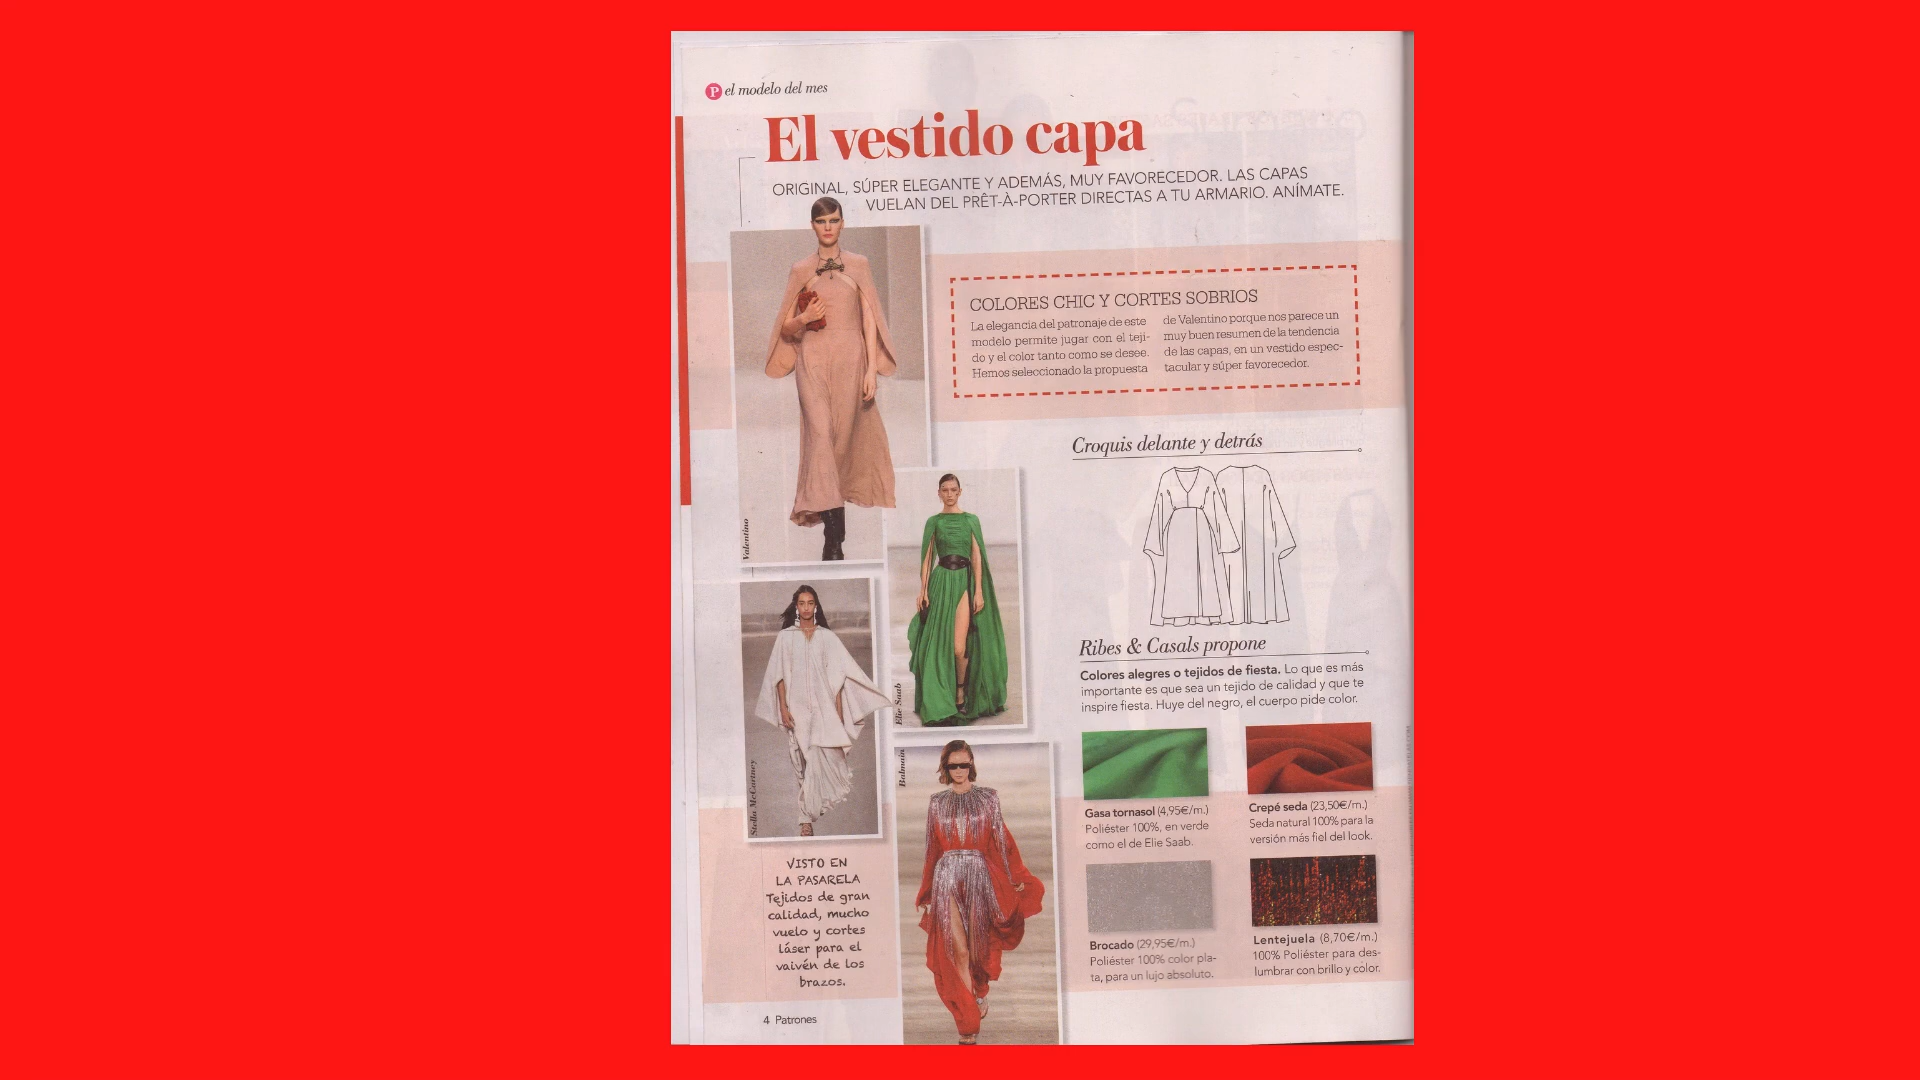 P el modelo del mes
El vestido capa
ORIGINAL, SÚPER ELEGANTE Y ADEMÁS, MUY FAVORECEDOR. LAS CAPAS
VUELAN DEL PRÊT-À-PORTER DIRECTAS A TU ARMARIO. ANÍMATE.
COLORES CHIC Y CORTES SOBRIOS
La elegancia del patronaje de este
modelo permite jugar con el teji-
do y el color tanto como se desee.
Hemos seleccionado la propuesta
de Valentino porque nos parece un
muy buen resumen de la tendencia
de las capas, en un vestido espec-
tacular y súper favorecedor.
Valentino
Croquis delante y detrás
Elie Saab
Stella McCartney
Balmain
Ribes & Casals propone
Colores alegres o tejidos de fiesta. Lo que es más
importante es que sea un tejido de calidad y que te
inspire fiesta. Huye del negro, el cuerpo pide color.
Gasa tornasol (4,95€/m.)
Poliéster 100%, en verde
como el de Elie Saab.
Crepé seda (23,50€/m.)
Seda natural 100% para la
versión más fiel del look.
Brocado (29,95€/m.)
Poliéster 100% color pla-
ta, para un lujo absoluto.
Lentejuela (8,70€/m.)
100% Poliéster para des-
lumbrar con brillo y color.
VISTO EN
LA PASARELA
Tejidos de gran
calidad, mucho
vuelo y cortes
láser para el
vaivén de los
brazos.
4 Patrones